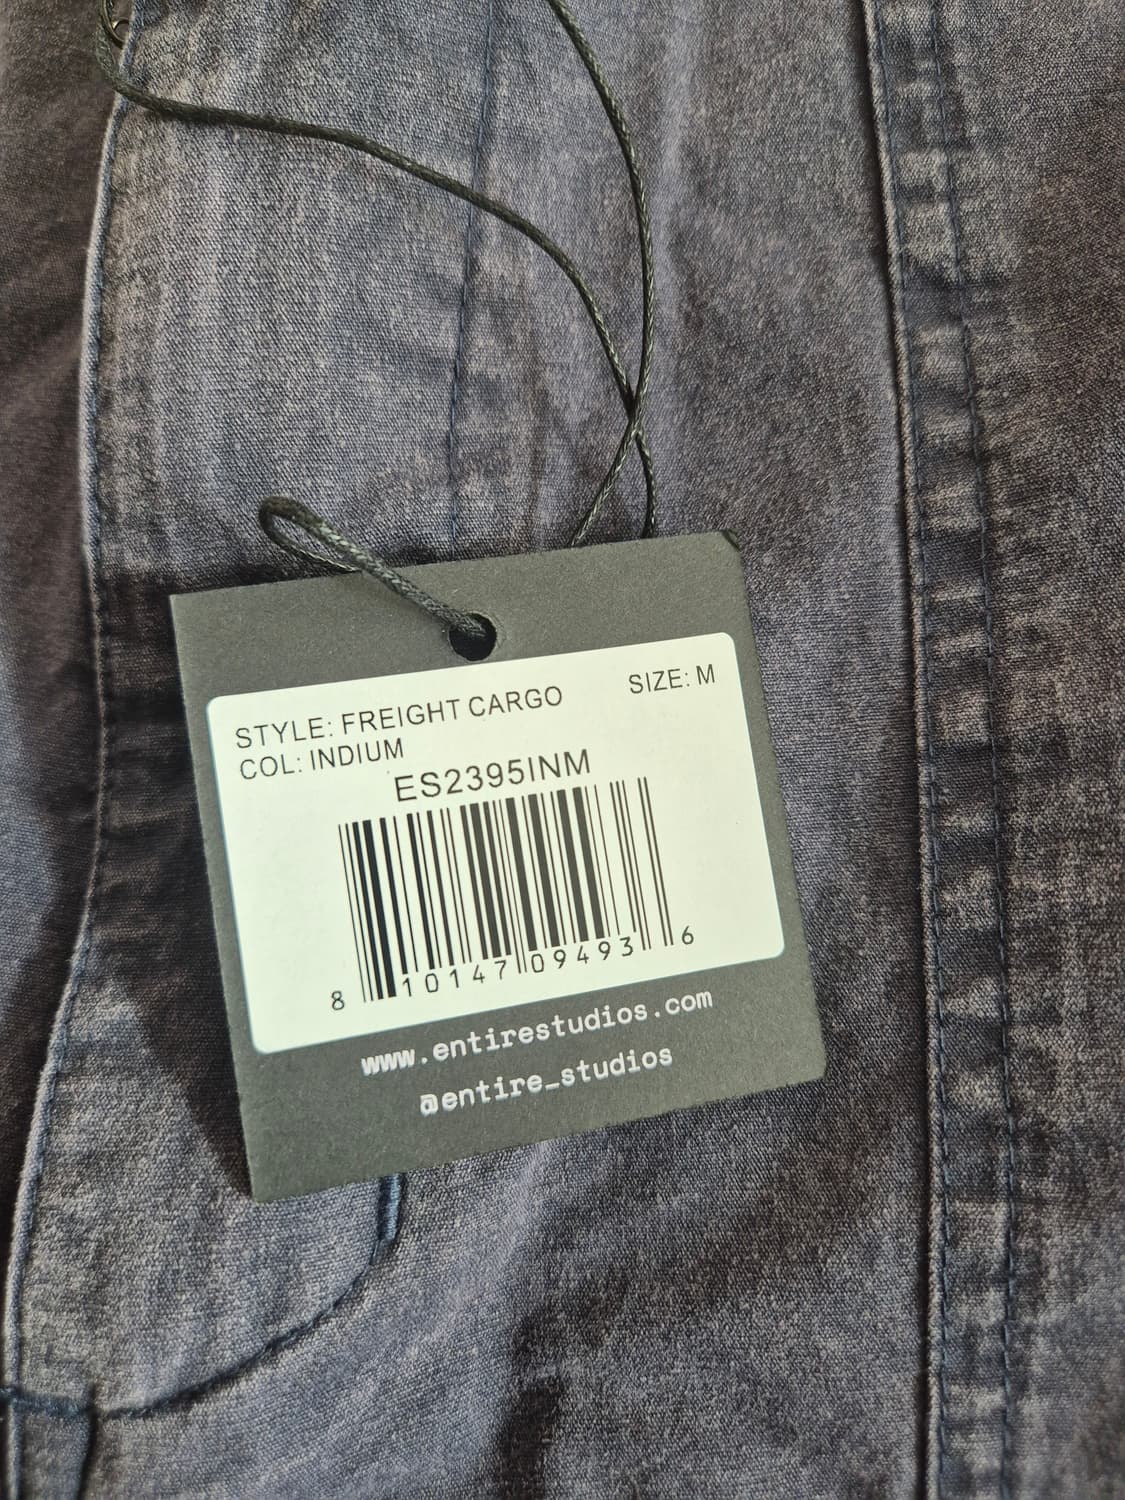 STYLE: FREIGHT CARGO
SIZE: M
COL: INDIUM
ES2395INM
8 10147 09493 6
www.entirestudios.com
@entire_studios